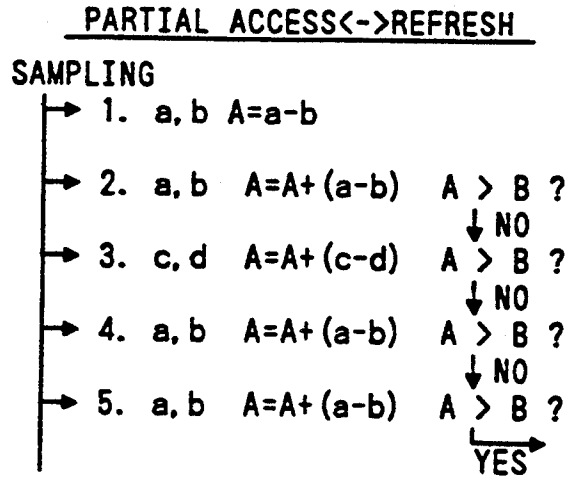 PARTIAL ACCESS<->REFRESH
SAMPLING
1. a,b A=a-b
2. a,b A=A+(a-b) A > B ?
NO
3. c,d A=A+(c-d) A > B ?
NO
4. a,b A=A+(a-b) A > B ?
NO
5. a,b A=A+(a-b) A > B ?
YES